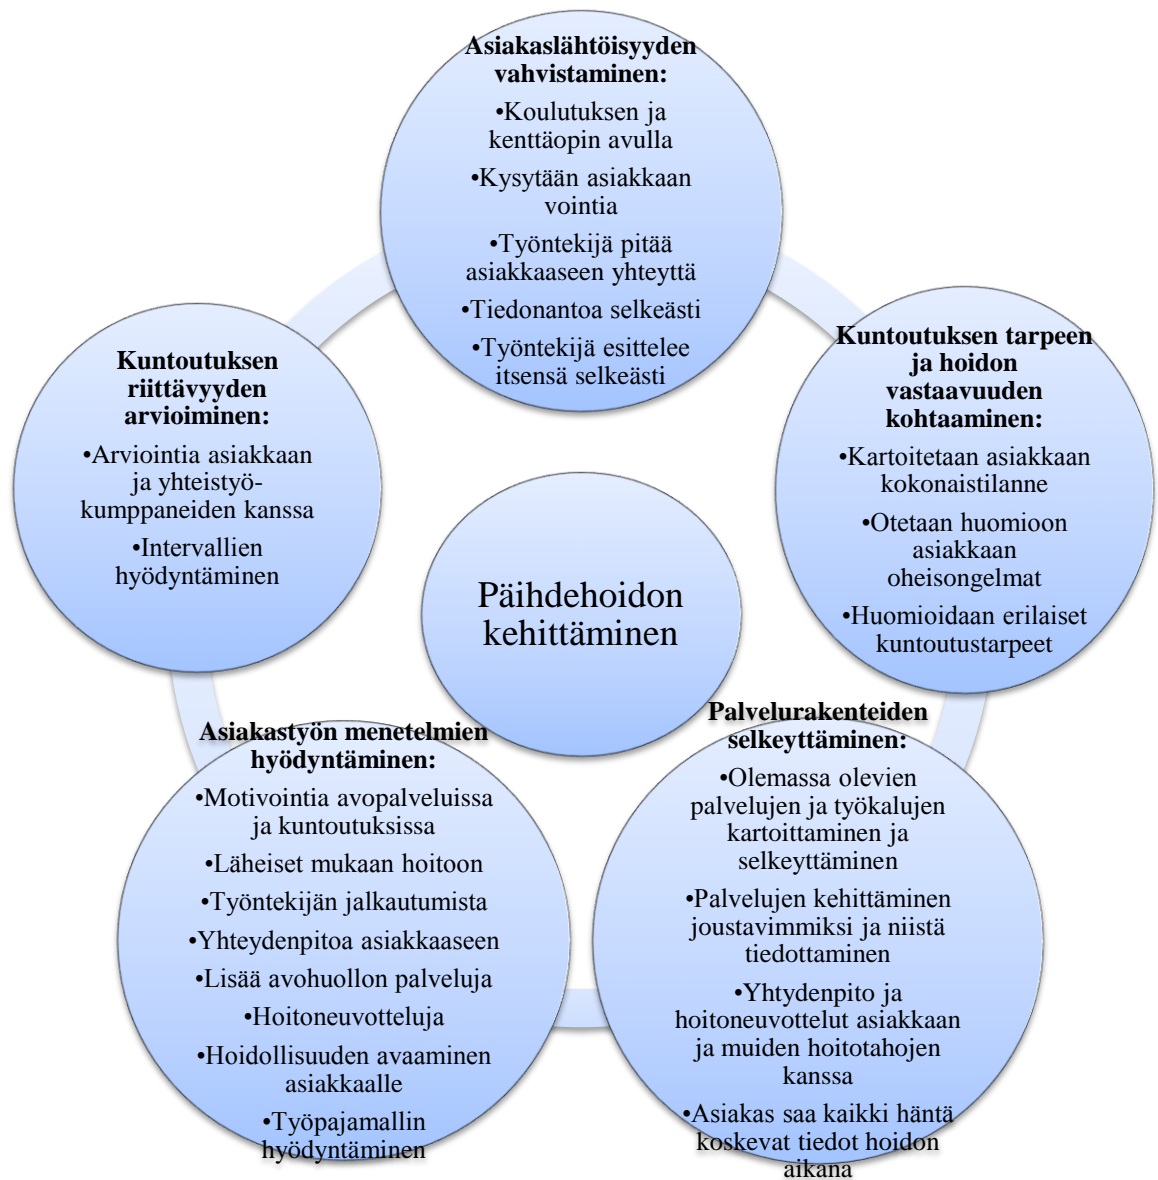 Asiakaslähtöisyyden
vahvistaminen:
•Koulutuksen ja
kenttäopin avulla
•Kysytään asiakkaan
vointia
•Työntekijä pitää
asiakkaaseen yhteyttä
•Tiedonantoa selkeästi
•Työntekijä esittelee
itsensä selkeästi
Kuntoutuksen tarpeen
ja hoidon
vastaavuuden
kohtaaminen:
•Kartoitetaan asiakkaan
kokonaistilanne
•Otetaan huomioon
asiakkaan
oheisongelmat
•Huomioidaan erilaiset
kuntoutustarpeet
Palvelurakenteiden
selkeyttäminen:
•Olemassa olevien
palvelujen ja työkalujen
kartoittaminen ja
selkeyttäminen
•Palvelujen kehittäminen
joustavimmiksi ja niistä
tiedottaminen
•Yhtydenpito ja
hoitoneuvottelut asiakkaan
ja muiden hoitotahojen
kanssa
•Asiakas saa kaikki häntä
koskevat tiedot hoidon
aikana
Asiakastyön menetelmien
hyödyntäminen:
•Motivointia avopalveluissa
ja kuntoutuksissa
•Läheiset mukaan hoitoon
•Työntekijän jalkautumista
•Yhteydenpitoa asiakkaaseen
•Lisää avohuollon palveluja
•Hoitoneuvotteluja
•Hoidollisuuden avaaminen
asiakkaalle
•Työpajamallin
hyödyntäminen
Kuntoutuksen
riittävyyden
arvioiminen:
•Arviointia asiakkaan
ja yhteistyö-
kumppaneiden kanssa
•Intervallien
hyödyntäminen
Päihdehoidon
kehittäminen